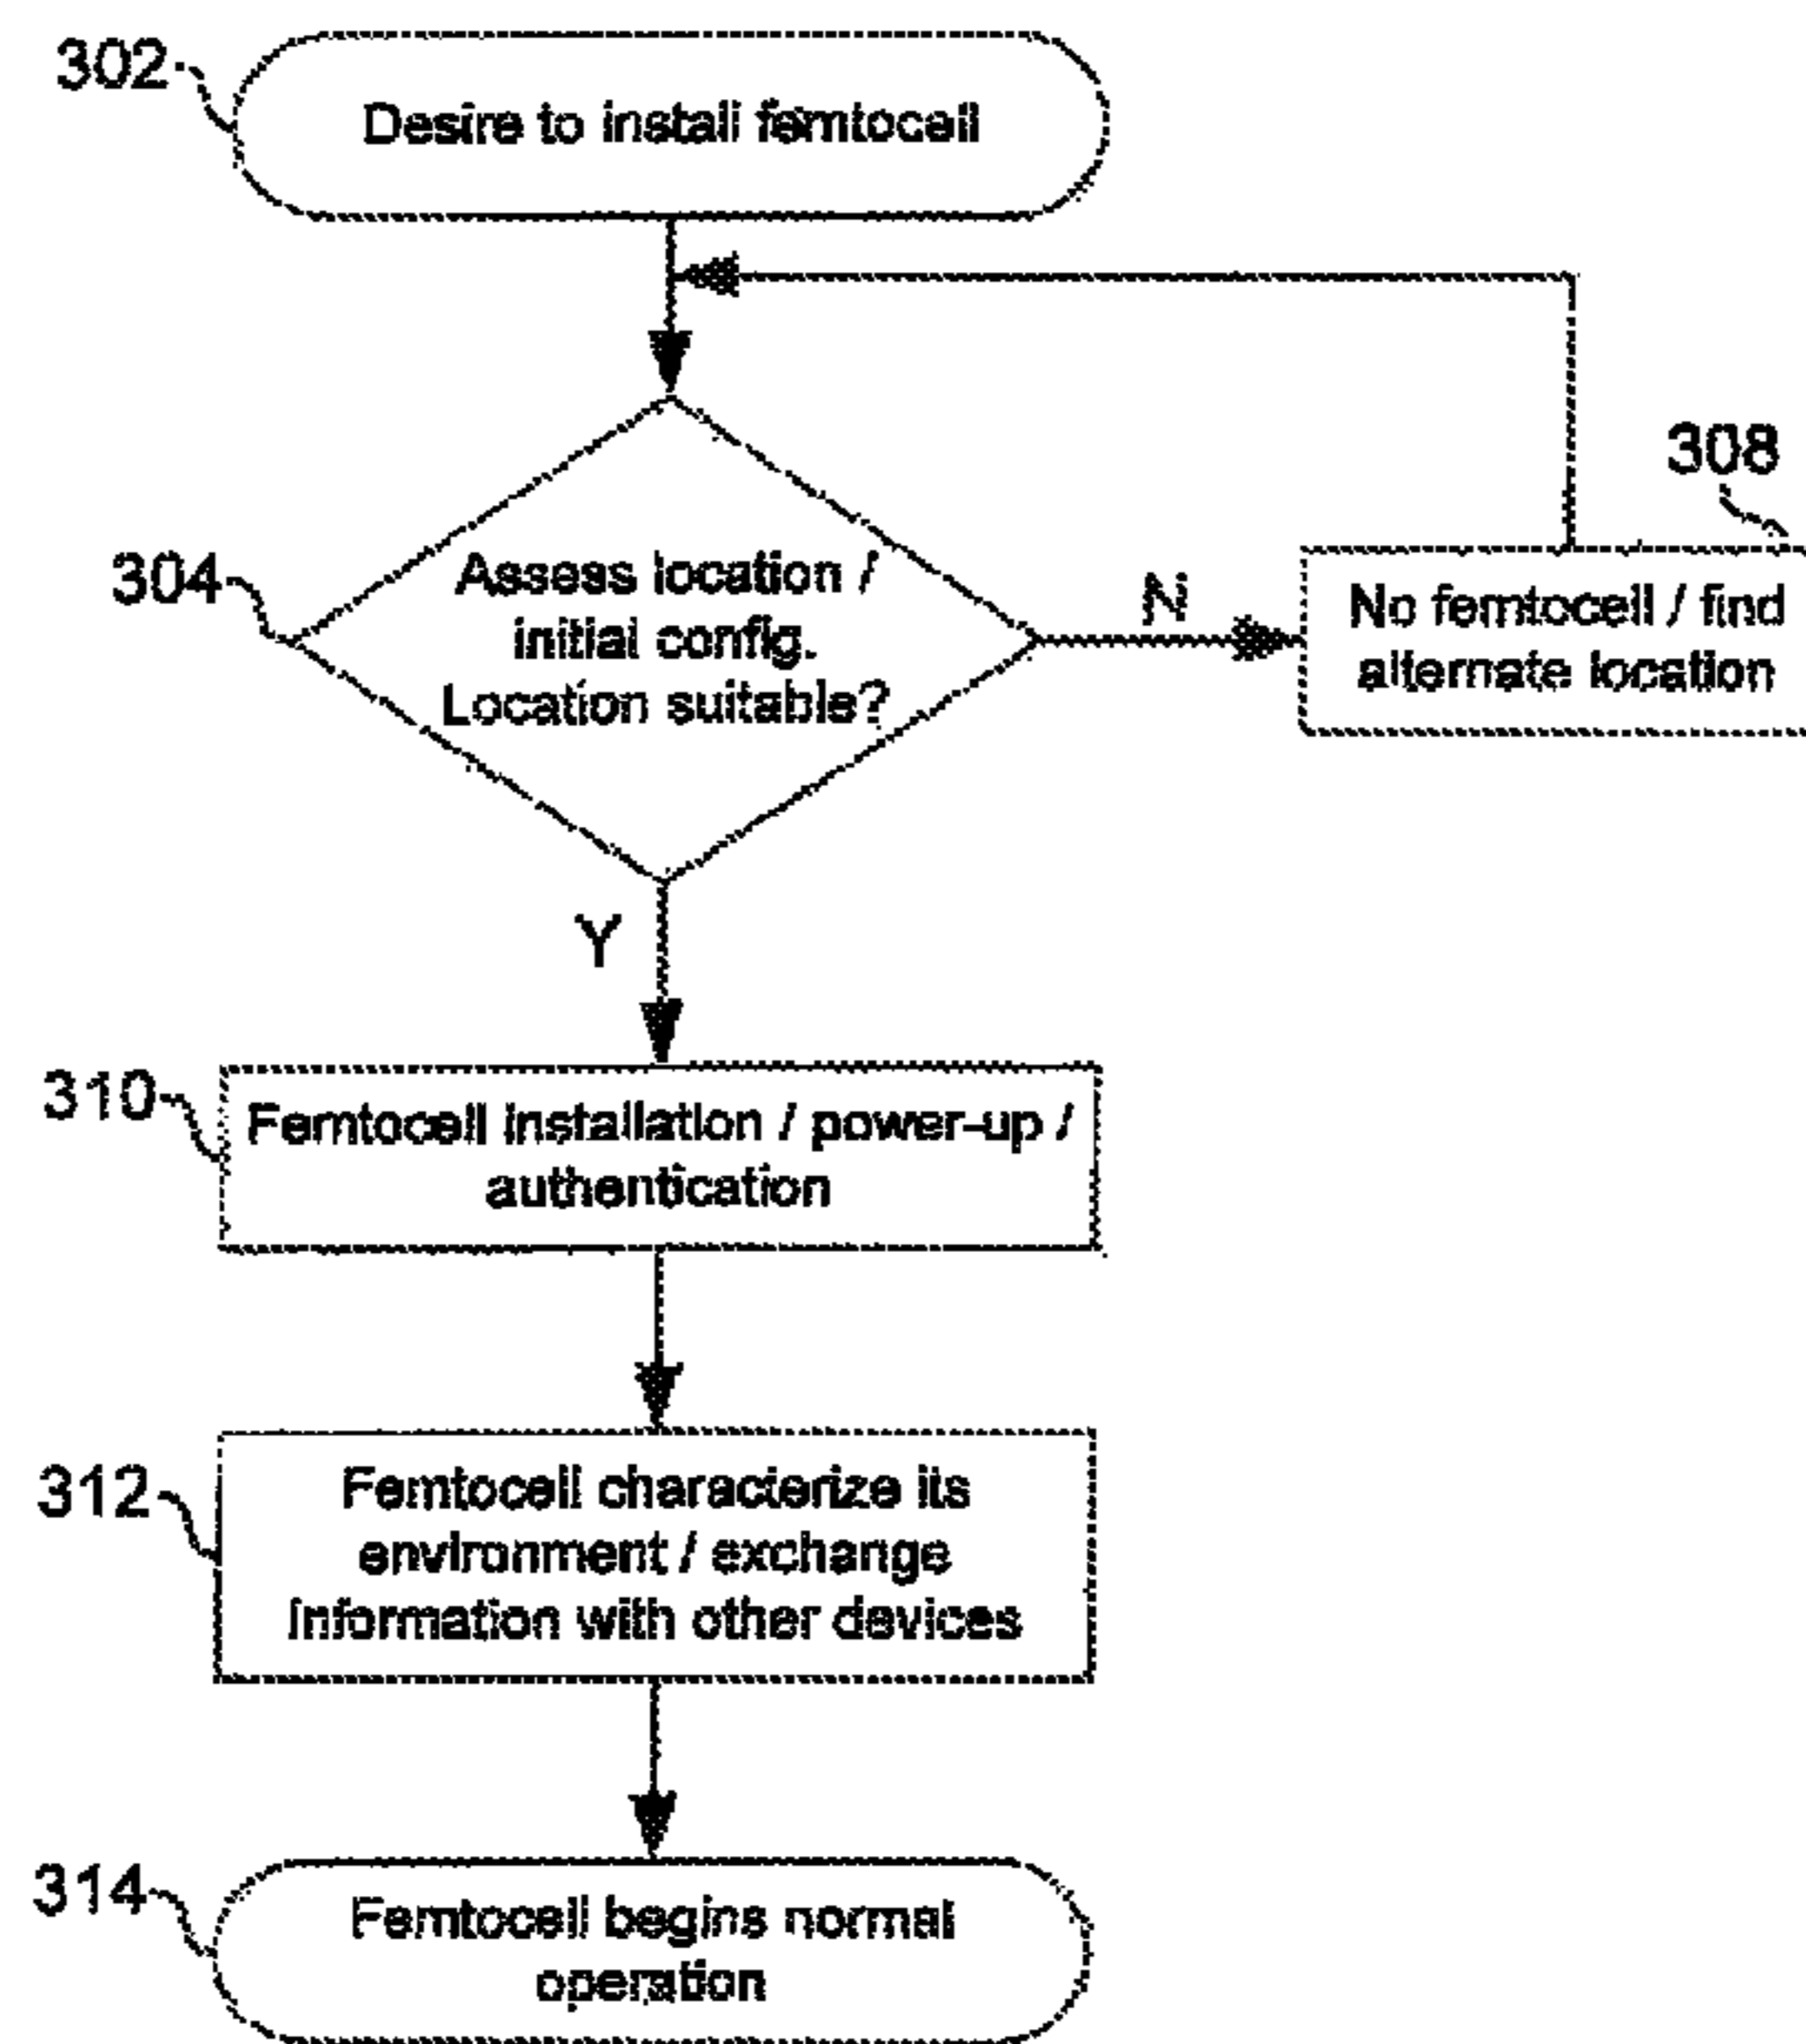 302
Desire to install femtocell
308
304
Assess location /
initial config.
Location suitable?
N
No femtocell / find
alternate location
Y
310
Femtocell installation / power-up /
authentication
312
Femtocell characterize its
environment / exchange
information with other devices
314
Femtocell begins normal
operation